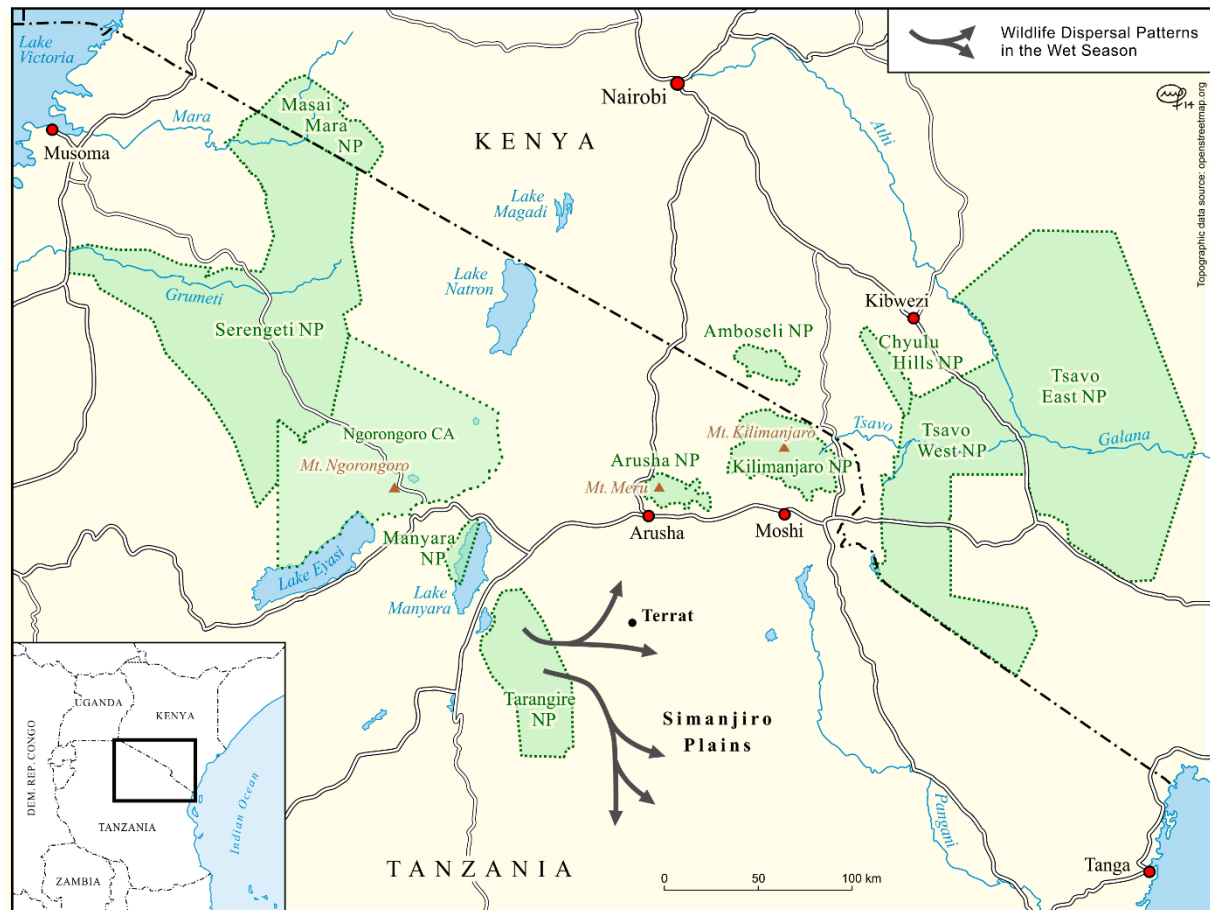 Wildlife Dispersal Patterns
in the Wet Season
Topographic data source: openstreetmap.org
14
Lake
Victoria
Musoma
Mara
Masai
Mara
NP
KENYA
Nairobi
Athi
Lake
Magadi
Lake
Natron
Grumeti
Serengeti NP
Amboseli NP
Kibwezi
Chyulu
Hills NP
Tsavo
East NP
Tsavo
West NP
Tsavo
Galana
Ngorongoro CA
Mt. Ngorongoro
Mt. Kilimanjaro
Kilimanjaro NP
Arusha NP
Mt. Meru
Arusha
Moshi
Manyara
NP
Lake Eyasi
Lake
Manyara
Terrat
Tarangire
NP
Simanjiro
Plains
Pangani
Tanga
TANZANIA
0 50 100 km
UGANDA
KENYA
DEM. REP. CONGO
TANZANIA
Indian Ocean
ZAMBIA